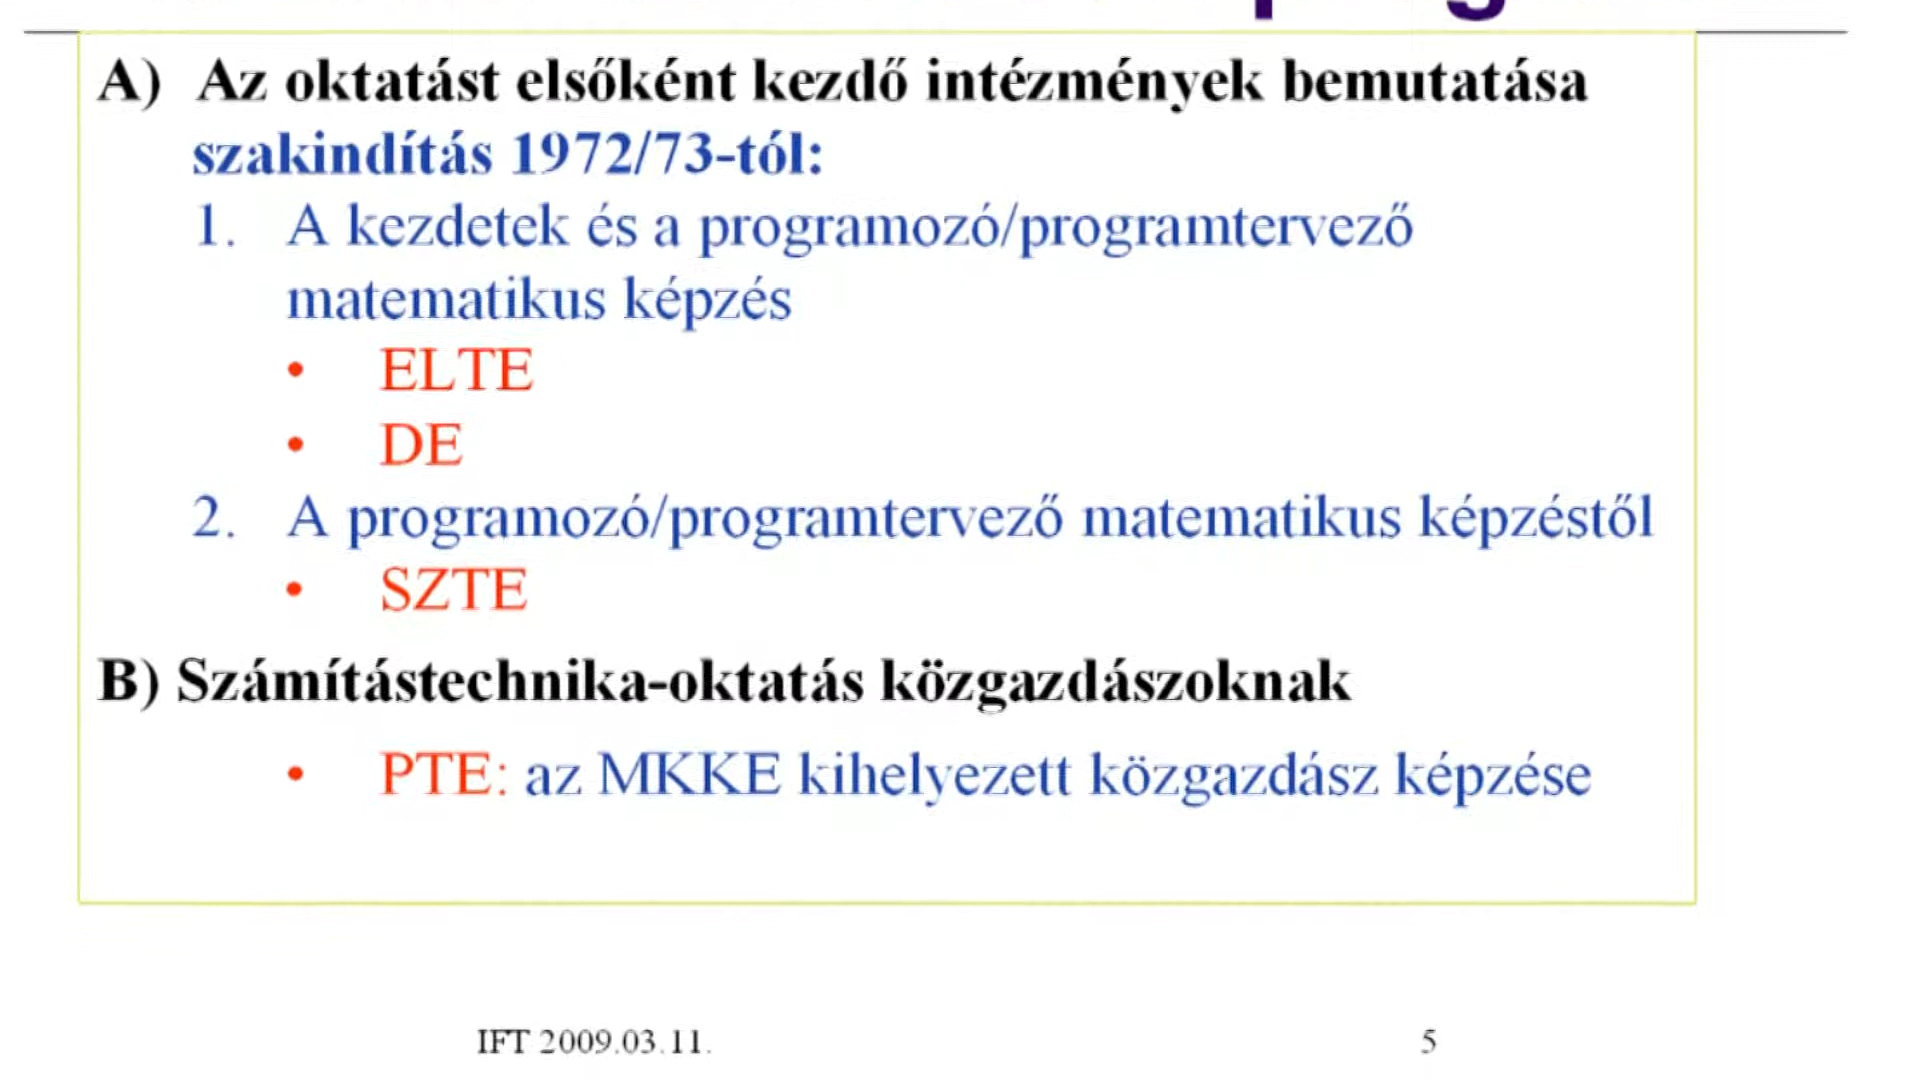 A) Az oktatást elsőként kezdő intézmények bemutatása
szakindítás 1972/73-tól:
1. A kezdetek és a programozó/programtervező
matematikus képzés
• ELTE
• DE
2. A programozó/programtervező matematikus képzéstől
• SZTE
B) Számítástechnika-oktatás közgazdászoknak
• PTE: az MKKE kihelyezett közgazdász képzése
IFT 2009.03.11.
5